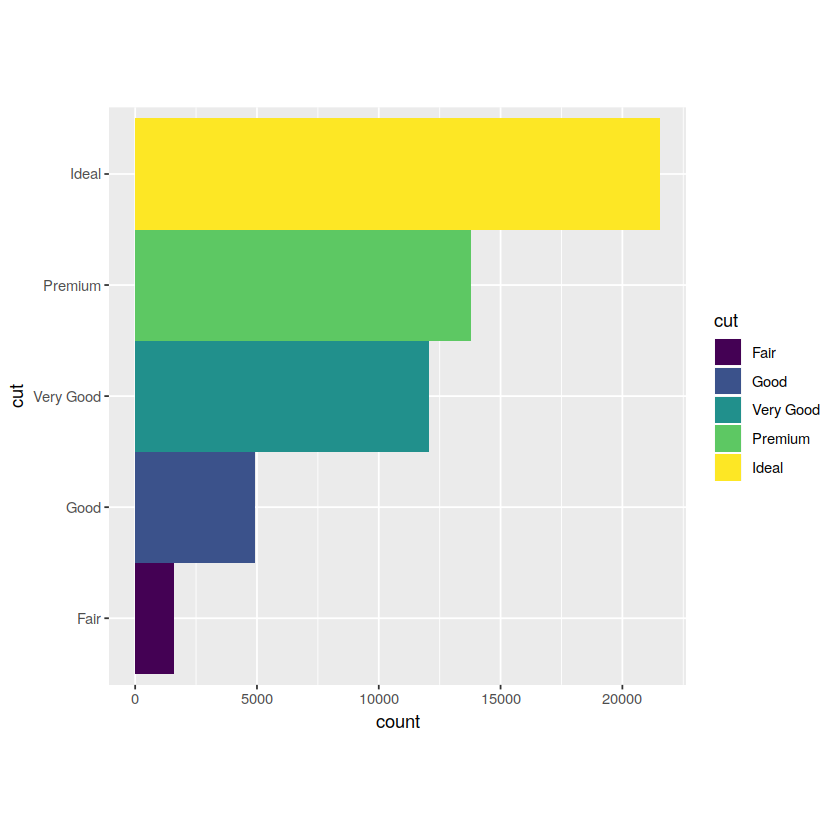 Ideal
Premium
Very Good
Good
Fair
cut
0 5000 10000 15000 20000
count
cut
Fair
Good
Very Good
Premium
Ideal